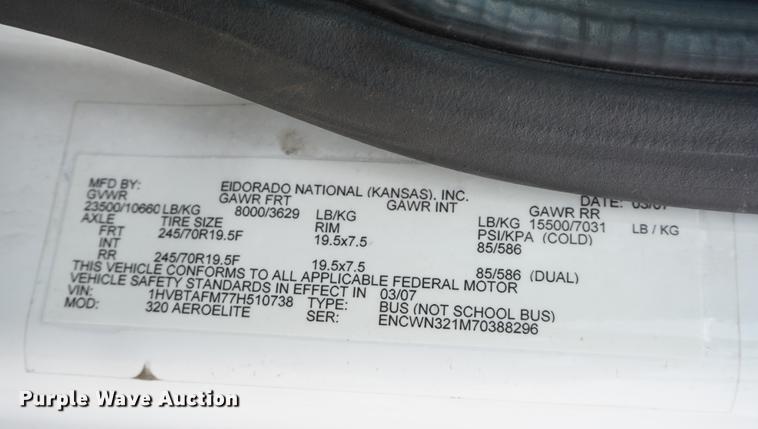 MFD BY: EIDORADO NATIONAL (KANSAS), INC. DATE: 03/07
GVWR GAWR FRT GAWR INT GAWR RR
23500/10660 LB/KG 8000/3629 LB/KG LB/KG 15500/7031 LB / KG
AXLE TIRE SIZE RIM PSI/KPA (COLD)
FRT 245/70R19.5F 19.5x7.5 85/586
INT
RR 245/70R19.5F 19.5x7.5 85/586 (DUAL)
THIS VEHICLE CONFORMS TO ALL APPLICABLE FEDERAL MOTOR
VEHICLE SAFETY STANDARDS IN EFFECT IN 03/07
VIN: 1HVBTAFM77H510738 TYPE: BUS (NOT SCHOOL BUS)
MOD: 320 AEROELITE SER: ENCWN321M70388296
Purple Wave Auction